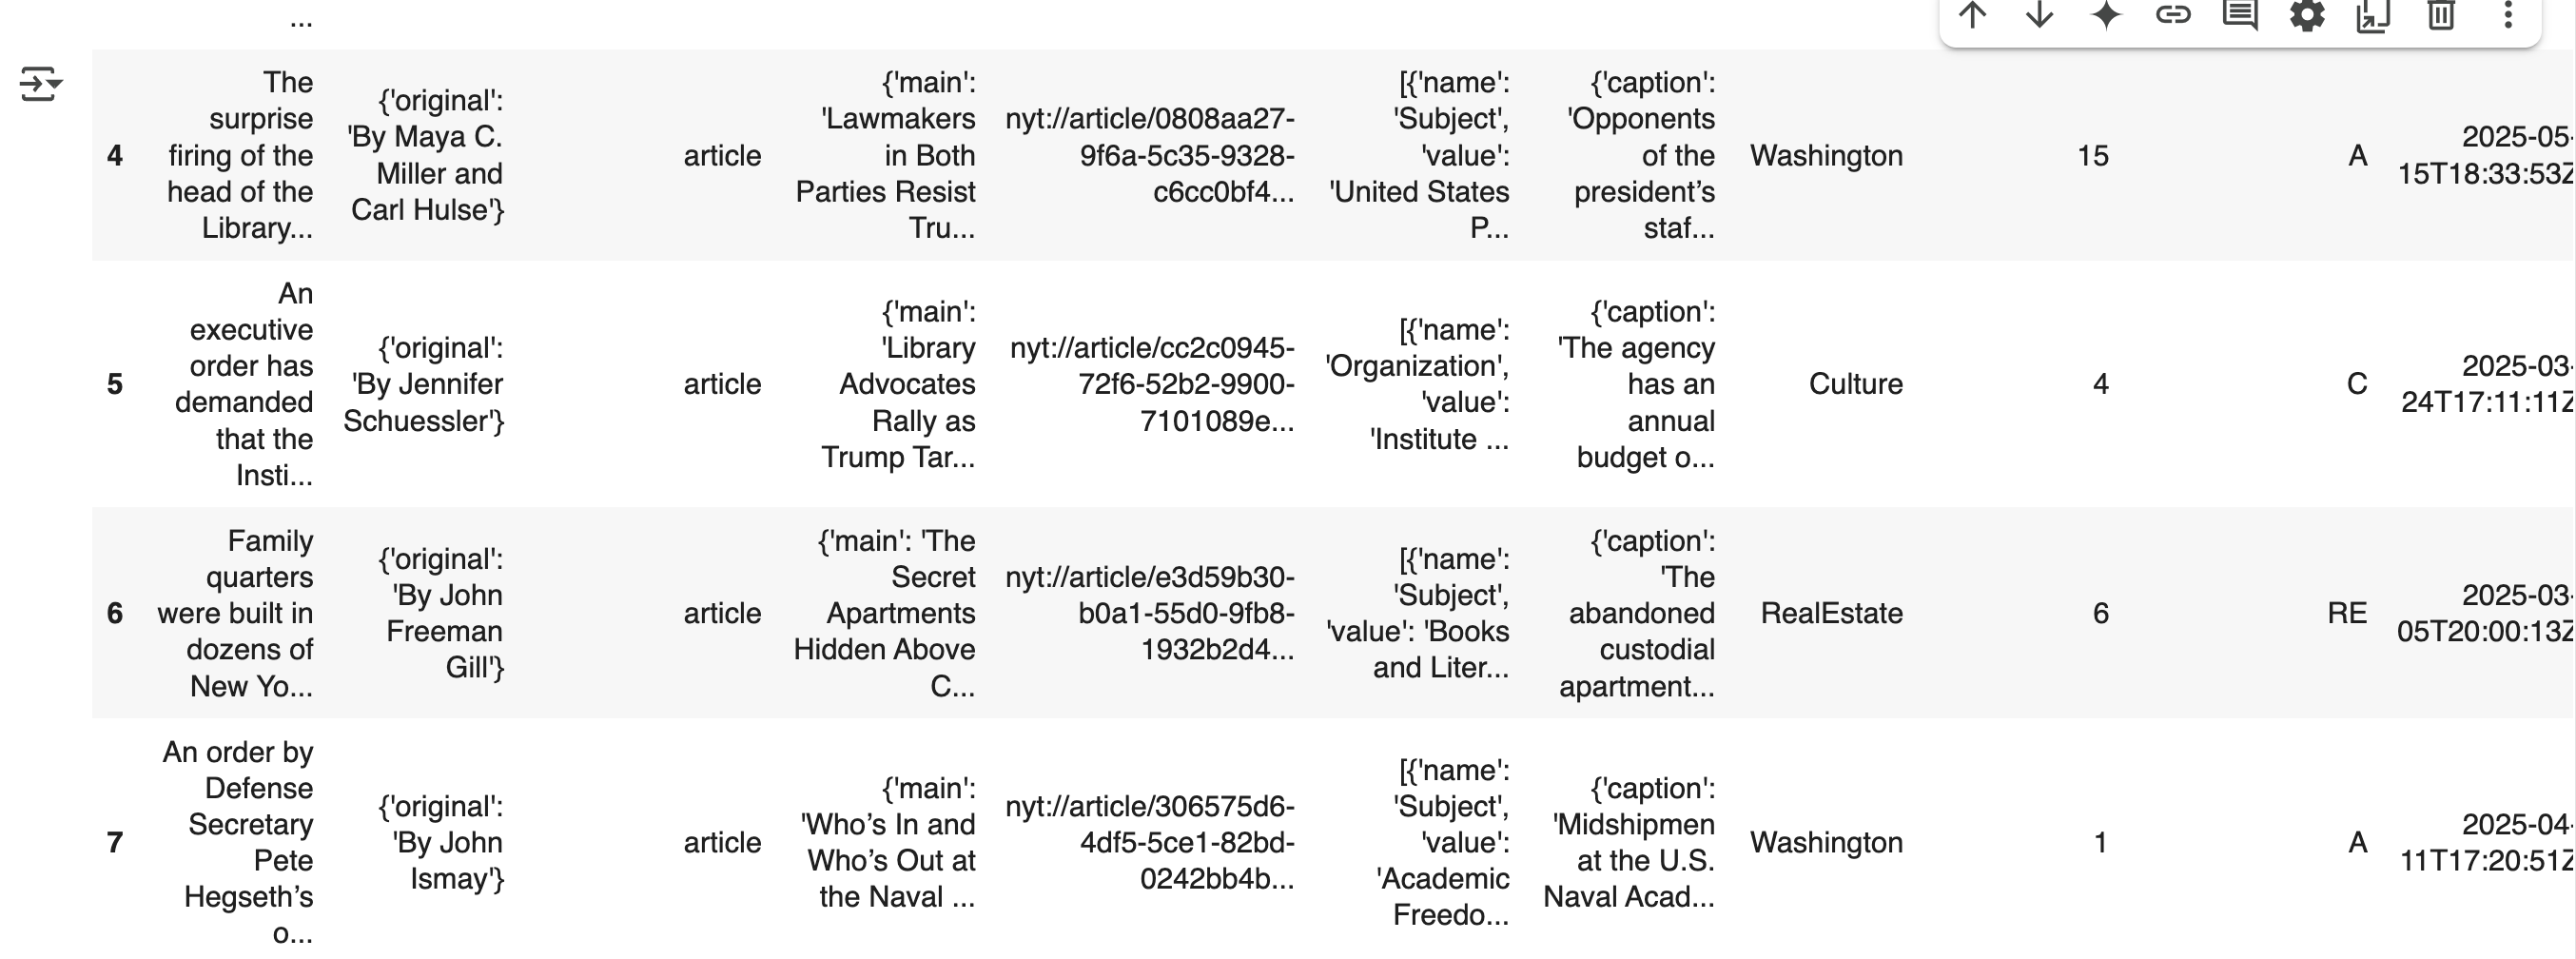 ...
4
The
surprise
firing of the
head of the
Library...
{'original':
'By Maya C.
Miller and
Carl Hulse'}
article
{'main':
'Lawmakers
in Both
Parties Resist
Tru...
nyt://article/0808aa27-
9f6a-5c35-9328-
c6cc0bf4...
[{'name':
'Subject',
'value':
'United States
P...
{'caption':
'Opponents
of the
president’s
staf...
Washington
15
A
2025-05-
15T18:33:53Z
5
An
executive
order has
demanded
that the
Insti...
{'original':
'By Jennifer
Schuessler'}
article
{'main':
'Library
Advocates
Rally as
Trump Tar...
nyt://article/cc2c0945-
72f6-52b2-9900-
7101089e...
[{'name':
'Organization',
'value':
'Institute ...
{'caption':
'The agency
has an
annual
budget o...
Culture
4
C
2025-03-
24T17:11:11Z
6
Family
quarters
were built in
dozens of
New Yo...
{'original':
'By John
Freeman
Gill'}
article
{'main': 'The
Secret
Apartments
Hidden Above
C...
nyt://article/e3d59b30-
b0a1-55d0-9fb8-
1932b2d4...
[{'name':
'Subject',
'value': 'Books
and Liter...
{'caption':
'The
abandoned
custodial
apartment...
RealEstate
6
RE
2025-03-
05T20:00:13Z
7
An order by
Defense
Secretary
Pete
Hegseth’s
o...
{'original':
'By John
Ismay'}
article
{'main':
'Who’s In and
Who’s Out at
the Naval ...
nyt://article/306575d6-
4df5-5ce1-82bd-
0242bb4b...
[{'name':
'Subject',
'value':
'Academic
Freedo...
{'caption':
'Midshipmen
at the U.S.
Naval Acad...
Washington
1
A
2025-04-
11T17:20:51Z